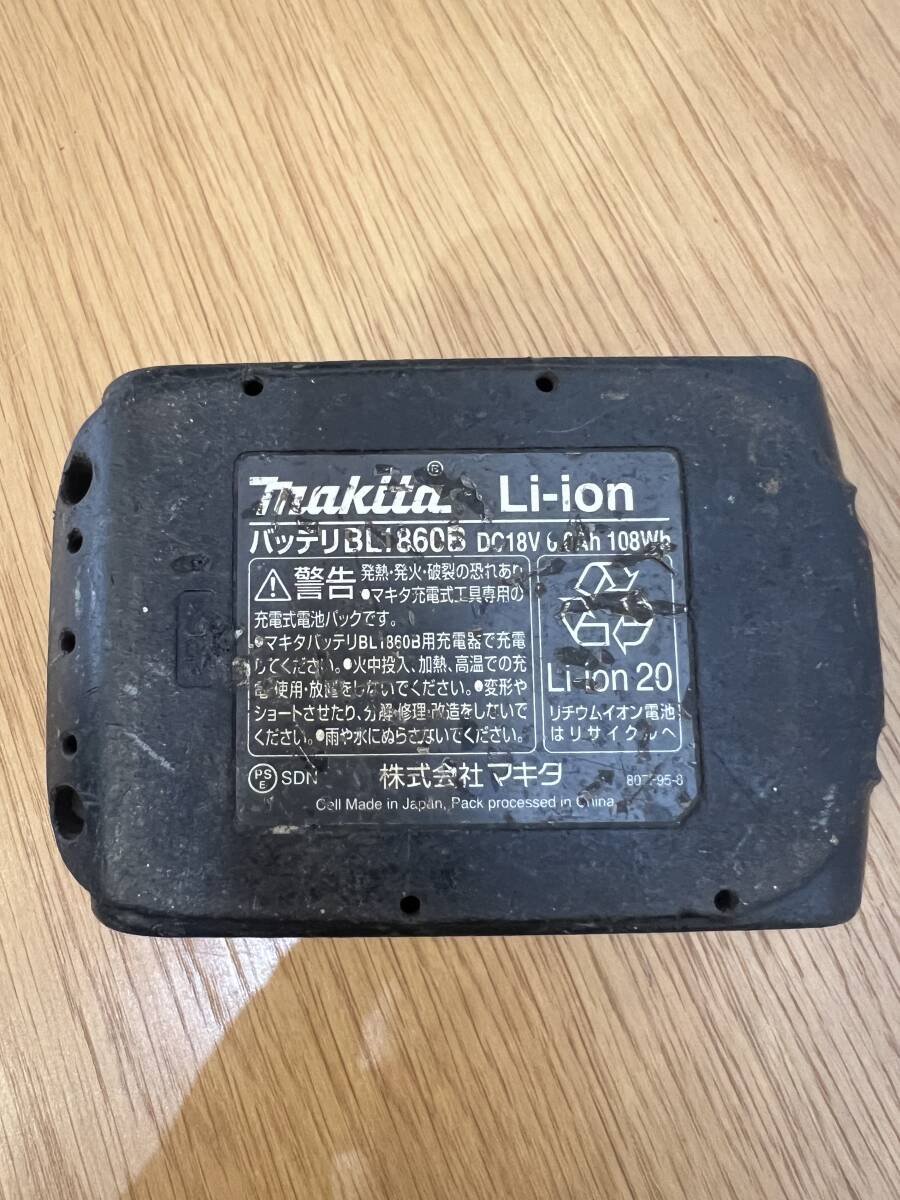 makita® Li-ion
バッテリBL1860B DC18V 6.0Ah 108Wh
警告 発熱・発火・破裂の恐れあり
●マキタ充電式工具専用の
充電式電池パックです。
●マキタバッテリBL1860B用充電器で充電
してください。●火中投入、加熱、高温での充
電・使用・放置をしないでください。●変形や
ショートさせたり、分解・修理・改造をしないで
ください。●雨や水にぬらさないでください。
Li-ion 20
リチウムイオン電池
はリサイクルへ
PS
E SDN 株式会社マキタ
Cell Made in Japan, Pack processed in China